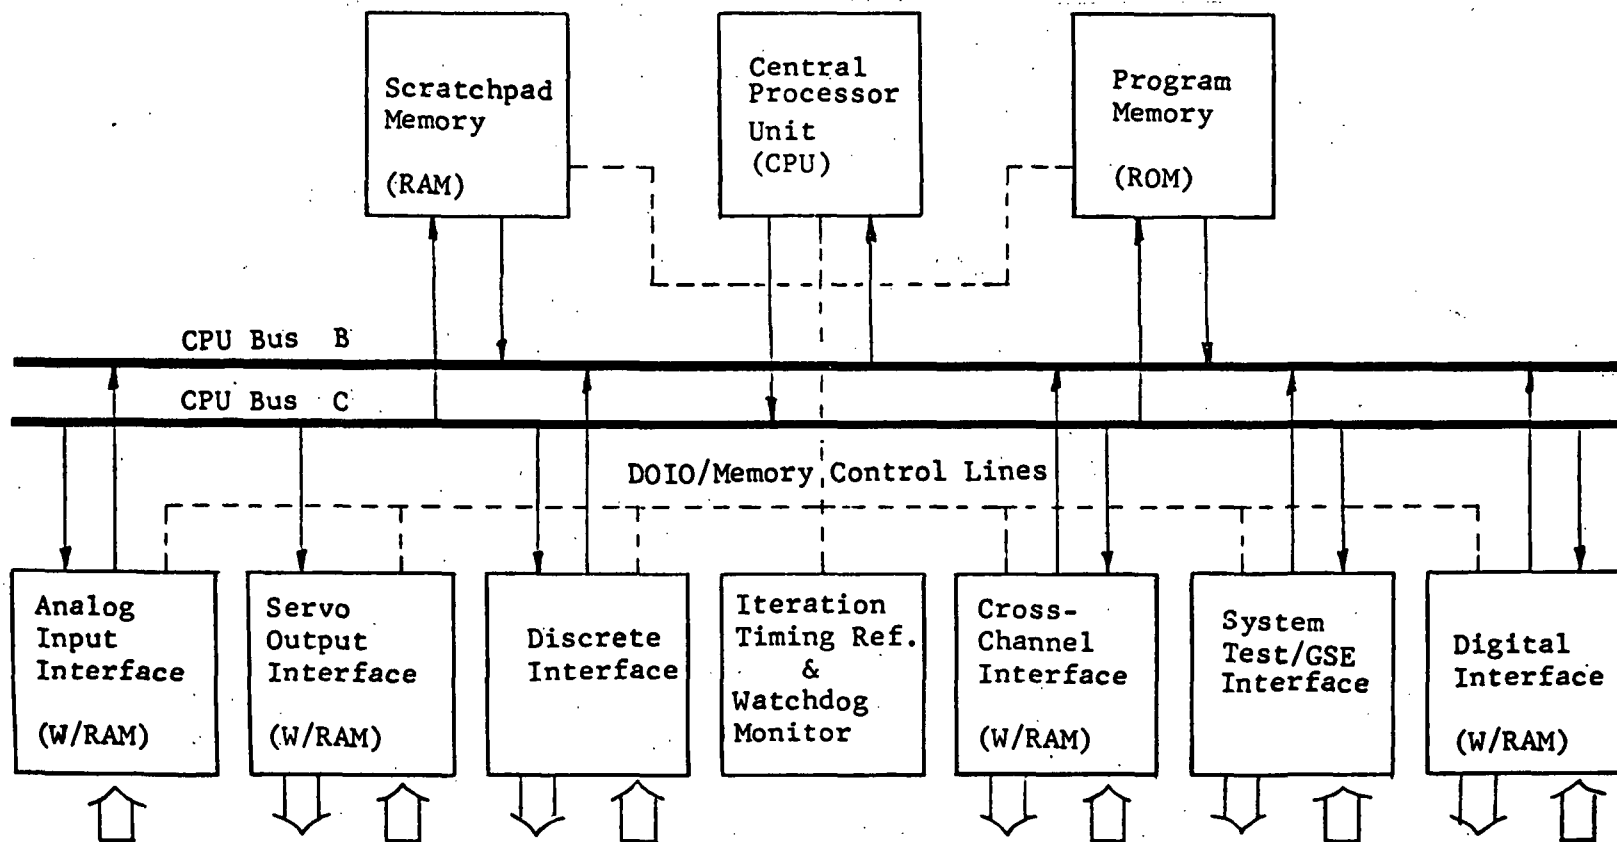 Scratchpad
Memory
(RAM)
Central
Processor
Unit
(CPU)
Program
Memory
(ROM)
CPU Bus B
CPU Bus C
DOIO/Memory Control Lines
Analog
Input
Interface
(W/RAM)
Servo
Output
Interface
(W/RAM)
Discrete
Interface
Iteration
Timing Ref.
&
Watchdog
Monitor
Cross-
Channel
Interface
(W/RAM)
System
Test/GSE
Interface
Digital
Interface
(W/RAM)